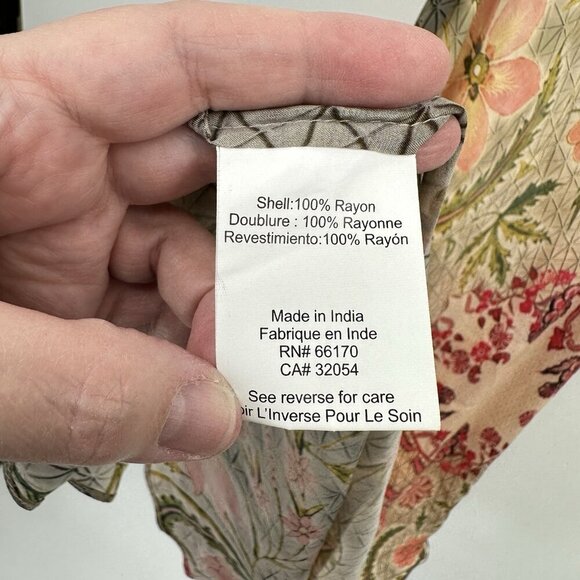 Shell:100% Rayon
Doublure : 100% Rayonne
Revestimiento:100% Rayón
Made in India
Fabrique en Inde
RN# 66170
CA# 32054
See reverse for care
oir L'Inverse Pour Le Soin